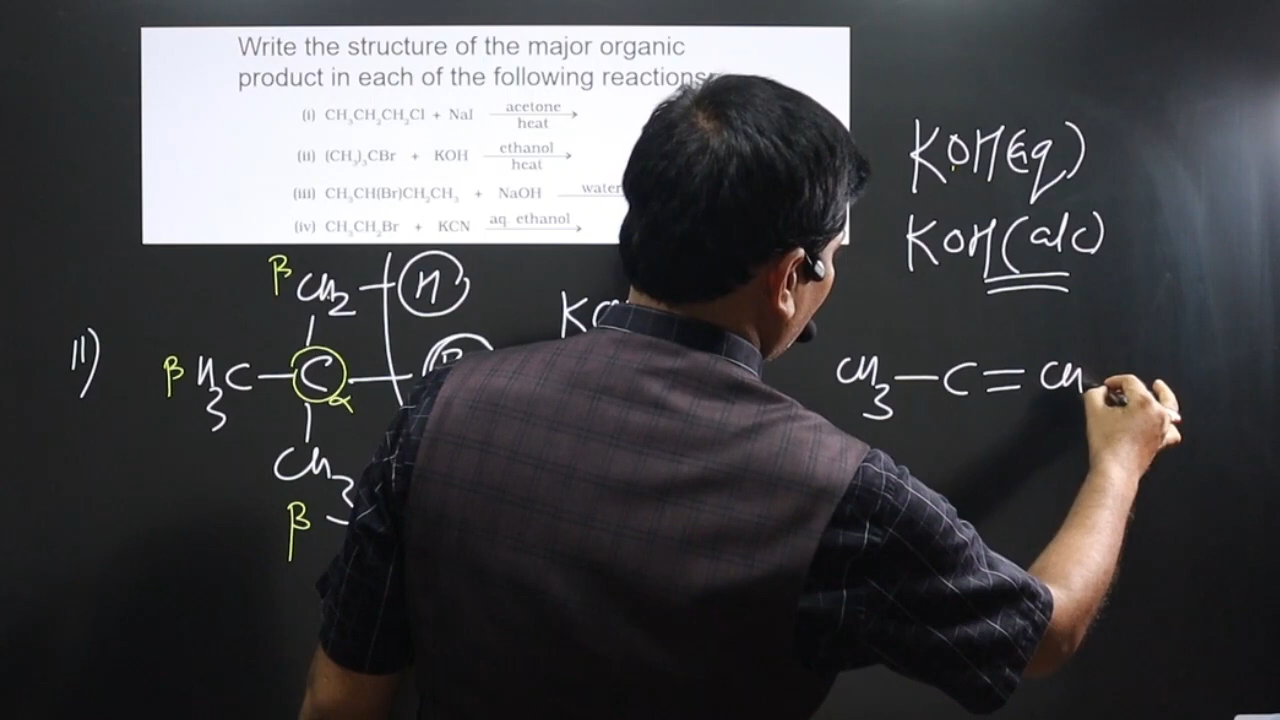 Write the structure of the major organic
product in each of the following reactions
(i) CH₃CH₂CH₂Cl + NaI acetone heat
(ii) (CH₃)₃CBr + KOH ethanol heat
(iii) CH₃CH(Br)CH₂CH₃ + NaOH water
(iv) CH₃CH₂Br + KCN aq. ethanol
KOH(aq)
KOH(alc)
β CH₂ — H
II) β H₃C — C — α
CH₃
β
CH₃ — C = CH